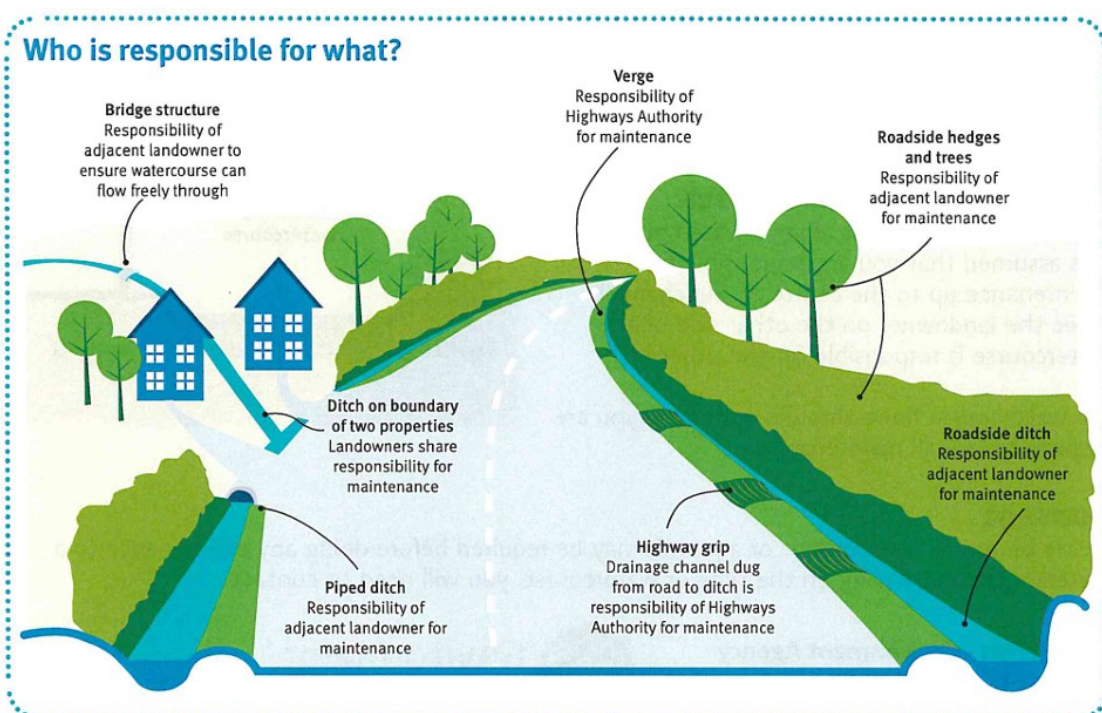 Who is responsible for what?
Bridge structure
Responsibility of
adjacent landowner to
ensure watercourse can
flow freely through
Verge
Responsibility of
Highways Authority
for maintenance
Roadside hedges
and trees
Responsibility of
adjacent landowner
for maintenance
Ditch on boundary
of two properties
Landowners share
responsibility for
maintenance
Roadside ditch
Responsibility of
adjacent landowner
for maintenance
Highway grip
Drainage channel dug
from road to ditch is
responsibility of Highways
Authority for maintenance
Piped ditch
Responsibility of
adjacent landowner for
maintenance